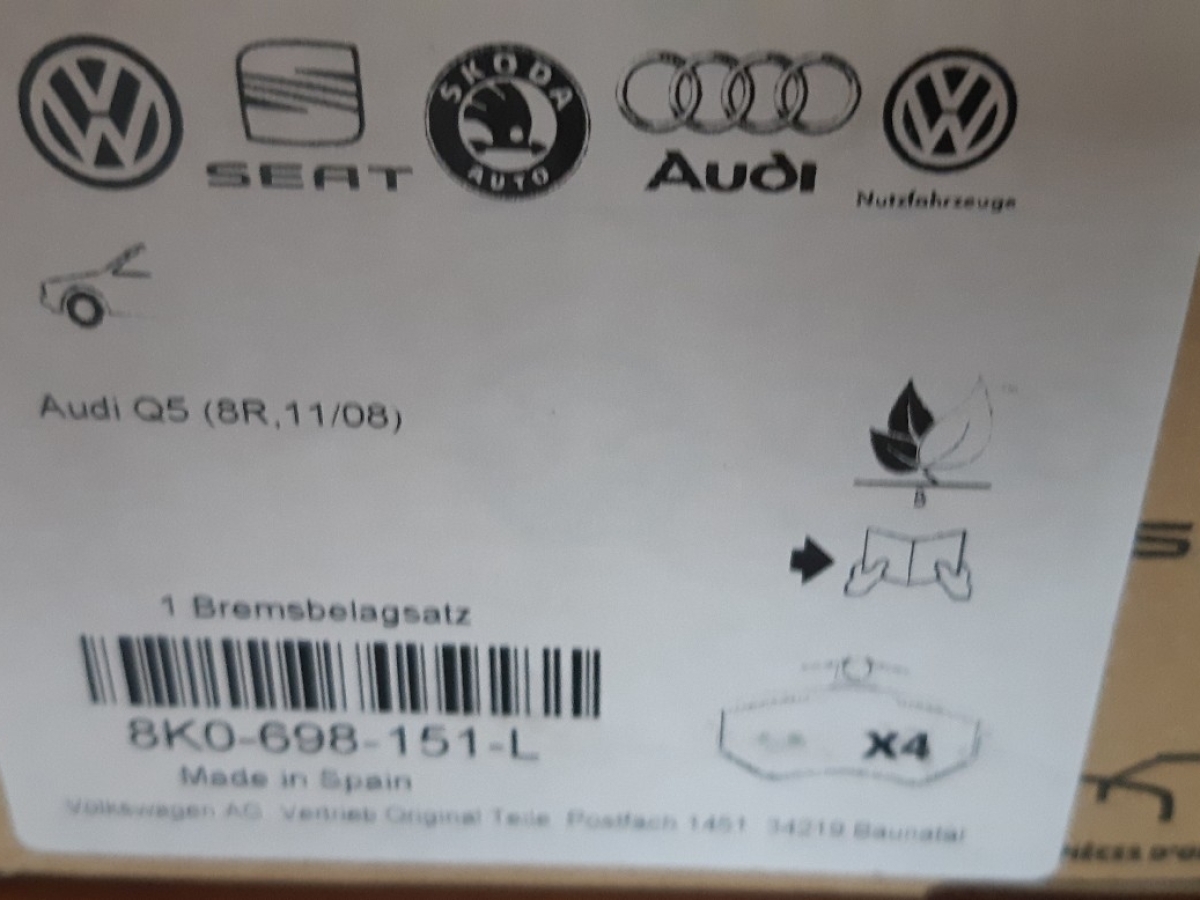 SEAT
SKODA
AUTO
Audi
Nutzfahrzeuge
Audi Q5 (8R,11/08)
B
1 Bremsbelagsatz
8K0-698-151-L
Made in Spain
X4
Volkswagen AG Vertrieb Original Teile Postfach 1451 34219 Baunatal
S
PIÈCES D'O